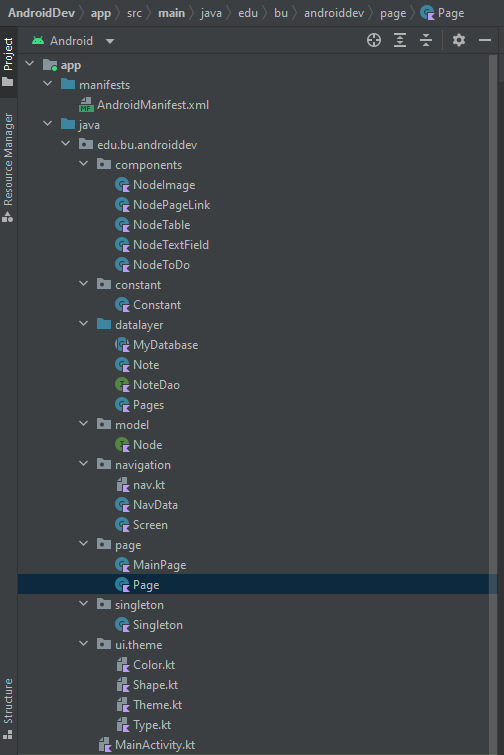 AndroidDev > app > src > main > java > edu > bu > androiddev > page > Page
Project
Resource Manager
Structure
Android
app
manifests
MF AndroidManifest.xml
java
edu.bu.androiddev
components
NodeImage
NodePageLink
NodeTable
NodeTextField
NodeToDo
constant
Constant
datalayer
MyDatabase
Note
NoteDao
Pages
model
Node
navigation
nav.kt
NavData
Screen
page
MainPage
Page
singleton
Singleton
ui.theme
Color.kt
Shape.kt
Theme.kt
Type.kt
MainActivity.kt